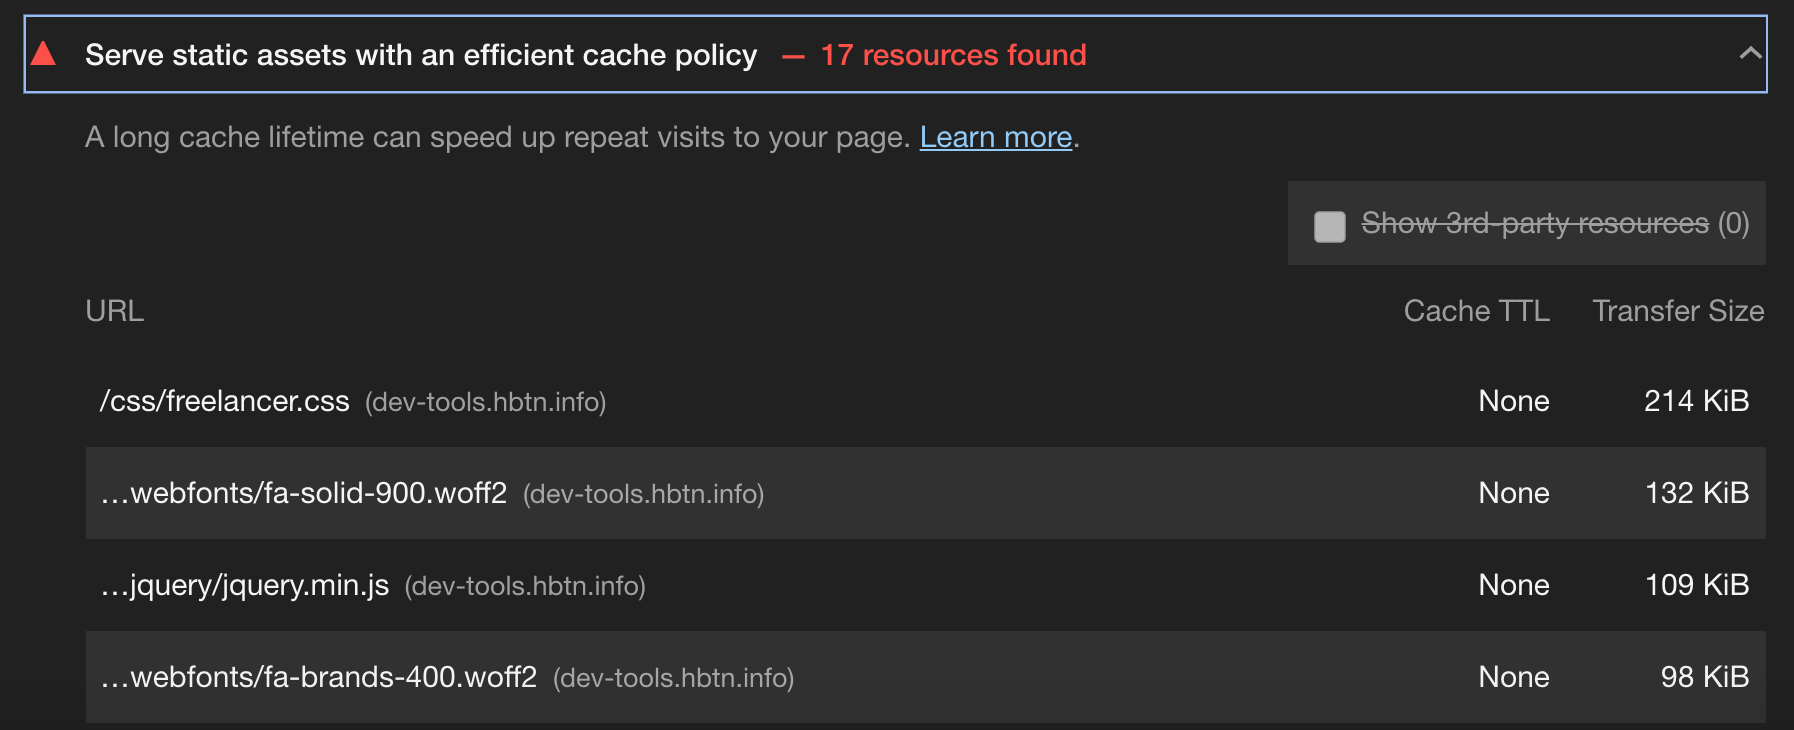 Serve static assets with an efficient cache policy — 17 resources found
A long cache lifetime can speed up repeat visits to your page. Learn more.
Show 3rd-party resources (0)
URL Cache TTL Transfer Size
/css/freelancer.css (dev-tools.hbtn.info) None 214 KiB
…webfonts/fa-solid-900.woff2 (dev-tools.hbtn.info) None 132 KiB
…jquery/jquery.min.js (dev-tools.hbtn.info) None 109 KiB
…webfonts/fa-brands-400.woff2 (dev-tools.hbtn.info) None 98 KiB